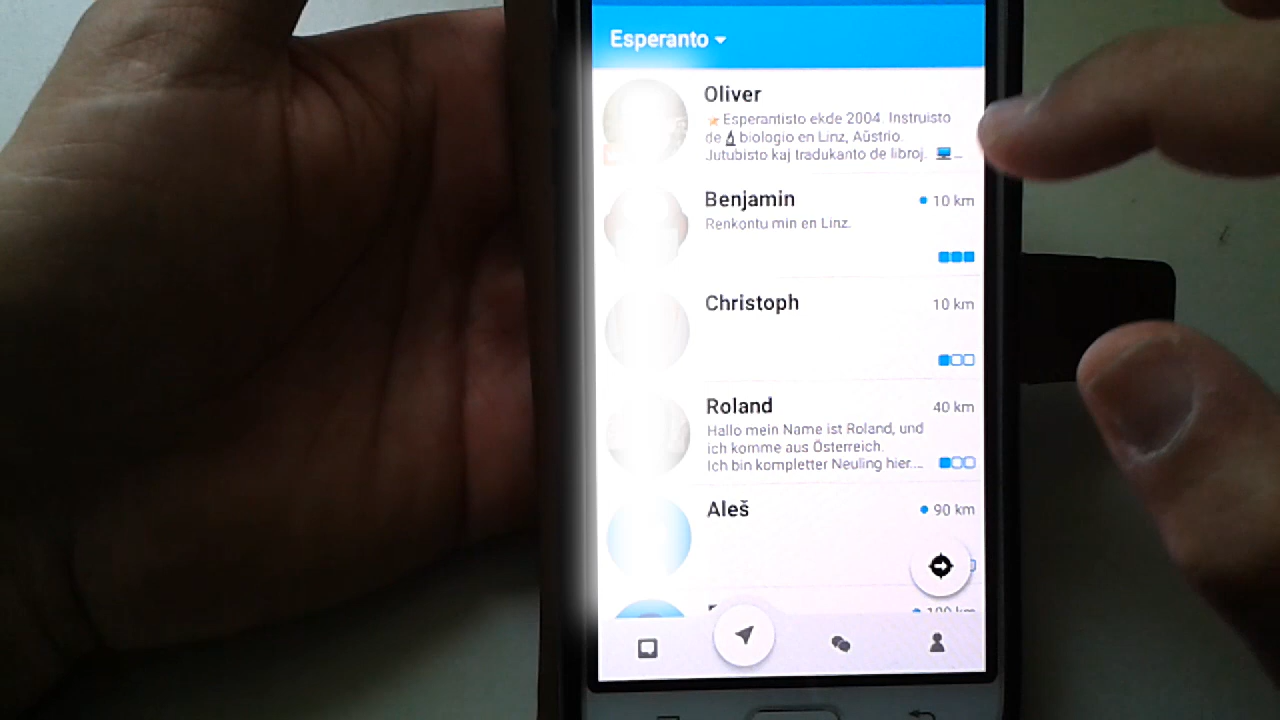 Esperanto
Oliver
Esperantisto ekde 2004. Instruisto
de biologio en Linz, Aŭstrio.
Jutubisto kaj tradukanto de libroj.
Benjamin
10 km
Renkontu min en Linz.
Christoph
10 km
Roland
40 km
Hallo mein Name ist Roland, und
ich komme aus Österreich.
Ich bin kompletter Neuling hier...
Aleš
90 km
100 km